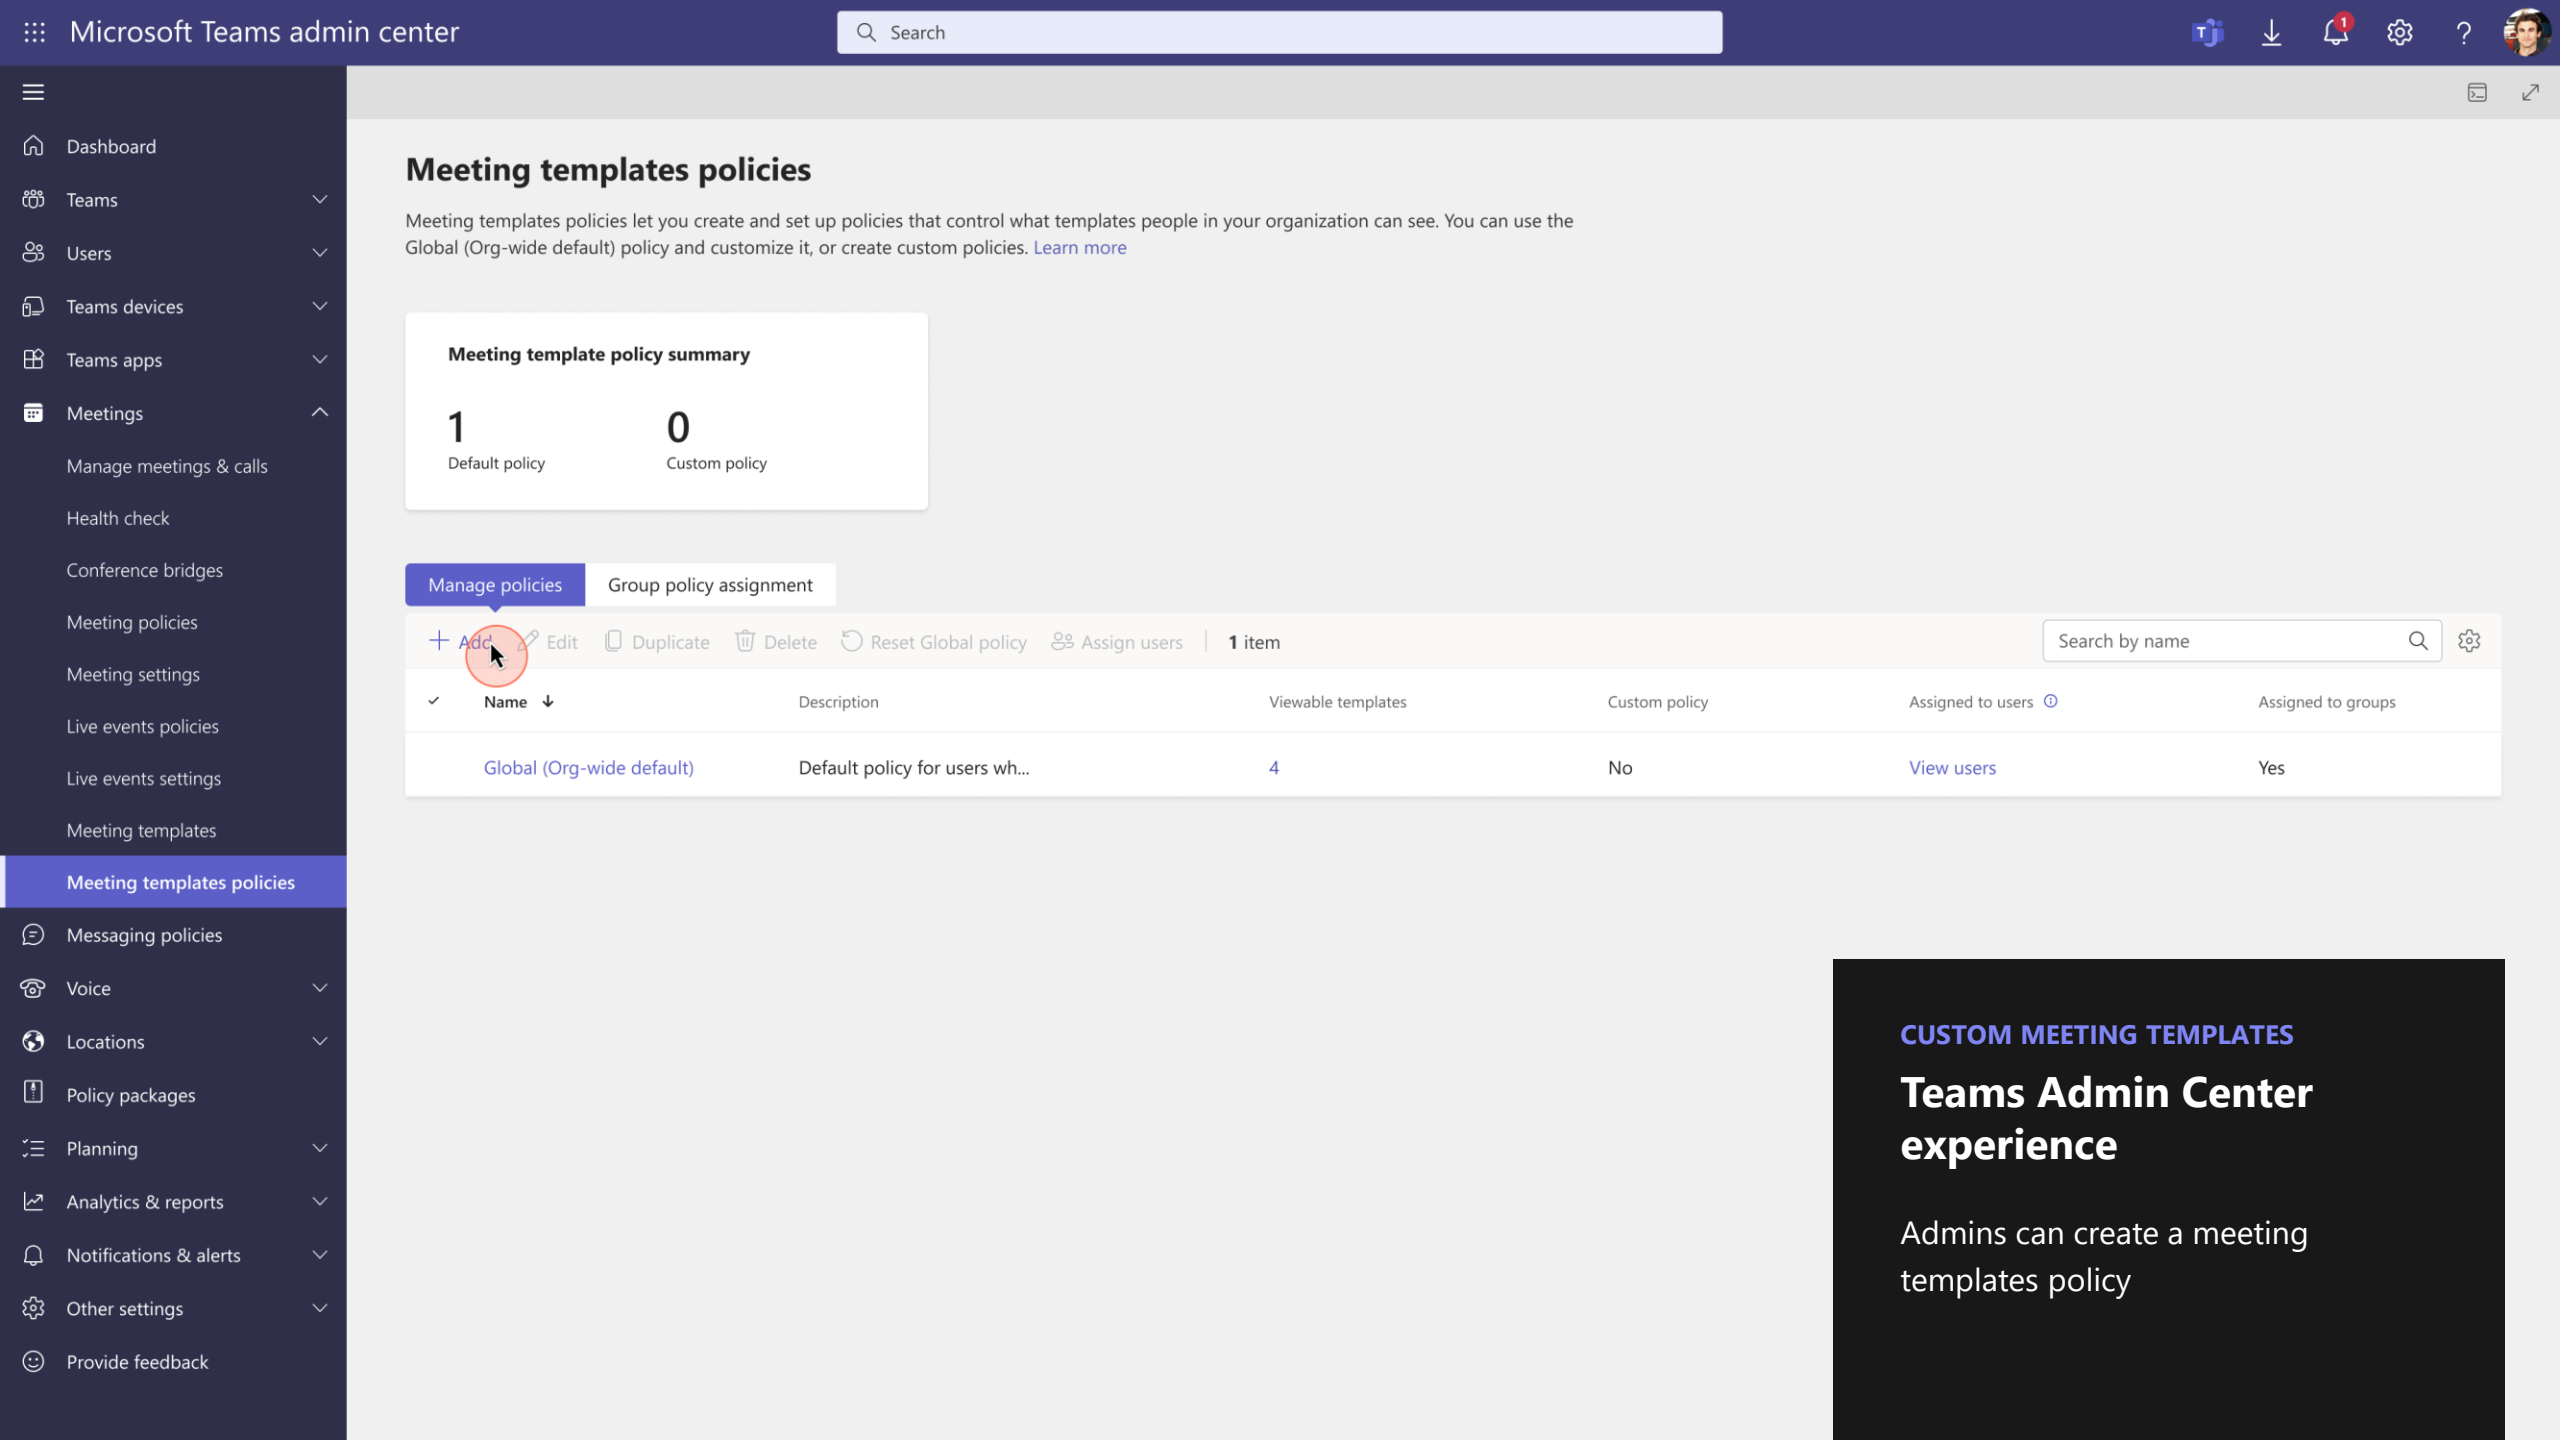 Microsoft Teams admin center
Search
1
Dashboard
Teams
Users
Teams devices
Teams apps
Meetings
Manage meetings & calls
Health check
Conference bridges
Meeting policies
Meeting settings
Live events policies
Live events settings
Meeting templates
Meeting templates policies
Messaging policies
Voice
Locations
Policy packages
Planning
Analytics & reports
Notifications & alerts
Other settings
Provide feedback
Meeting templates policies
Meeting templates policies let you create and set up policies that control what templates people in your organization can see. You can use the
Global (Org-wide default) policy and customize it, or create custom policies. Learn more
Meeting template policy summary
1 0
Default policy Custom policy
Manage policies Group policy assignment
Add Edit Duplicate Delete Reset Global policy Assign users 1 item Search by name
Name Description Viewable templates Custom policy Assigned to users Assigned to groups
Global (Org-wide default) Default policy for users wh... 4 No View users Yes
CUSTOM MEETING TEMPLATES
Teams Admin Center
experience
Admins can create a meeting
templates policy